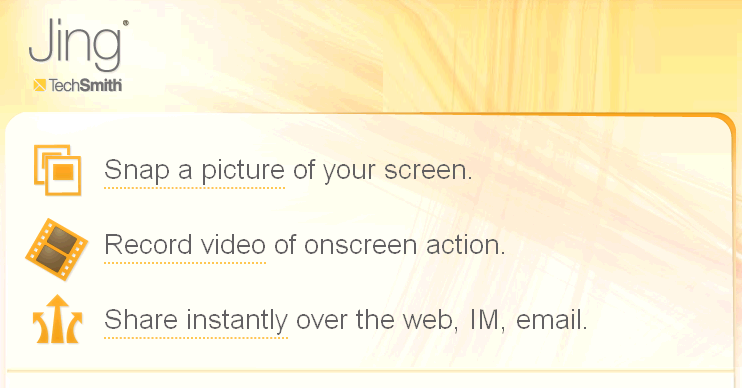 Jing®
TechSmith
Snap a picture of your screen.
Record video of onscreen action.
Share instantly over the web, IM, email.